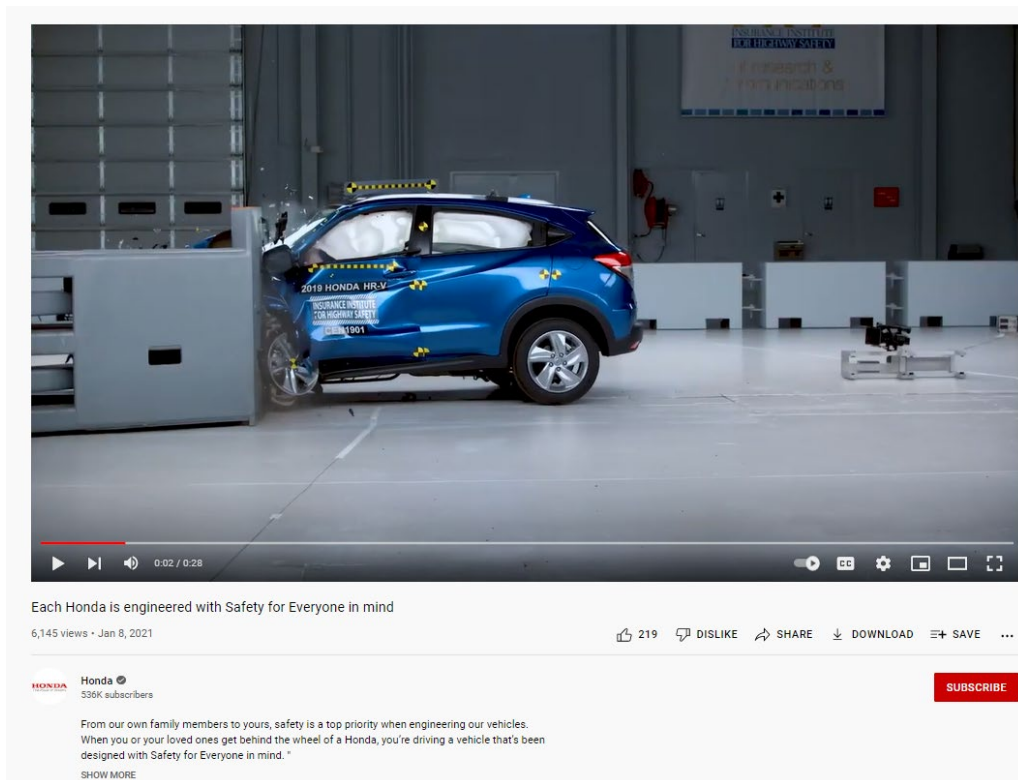 INSURANCE INSTITUTE
FOR HIGHWAY SAFETY
of research &
communications
2019 HONDA HR-V
INSURANCE INSTITUTE
FOR HIGHWAY SAFETY
CEN1901
0:02 / 0:28
CC
Each Honda is engineered with Safety for Everyone in mind
6,145 views • Jan 8, 2021
219 DISLIKE SHARE DOWNLOAD SAVE ...
HONDA
Honda
536K subscribers
SUBSCRIBE
From our own family members to yours, safety is a top priority when engineering our vehicles.
When you or your loved ones get behind the wheel of a Honda, you're driving a vehicle that's been
designed with Safety for Everyone in mind. "
SHOW MORE